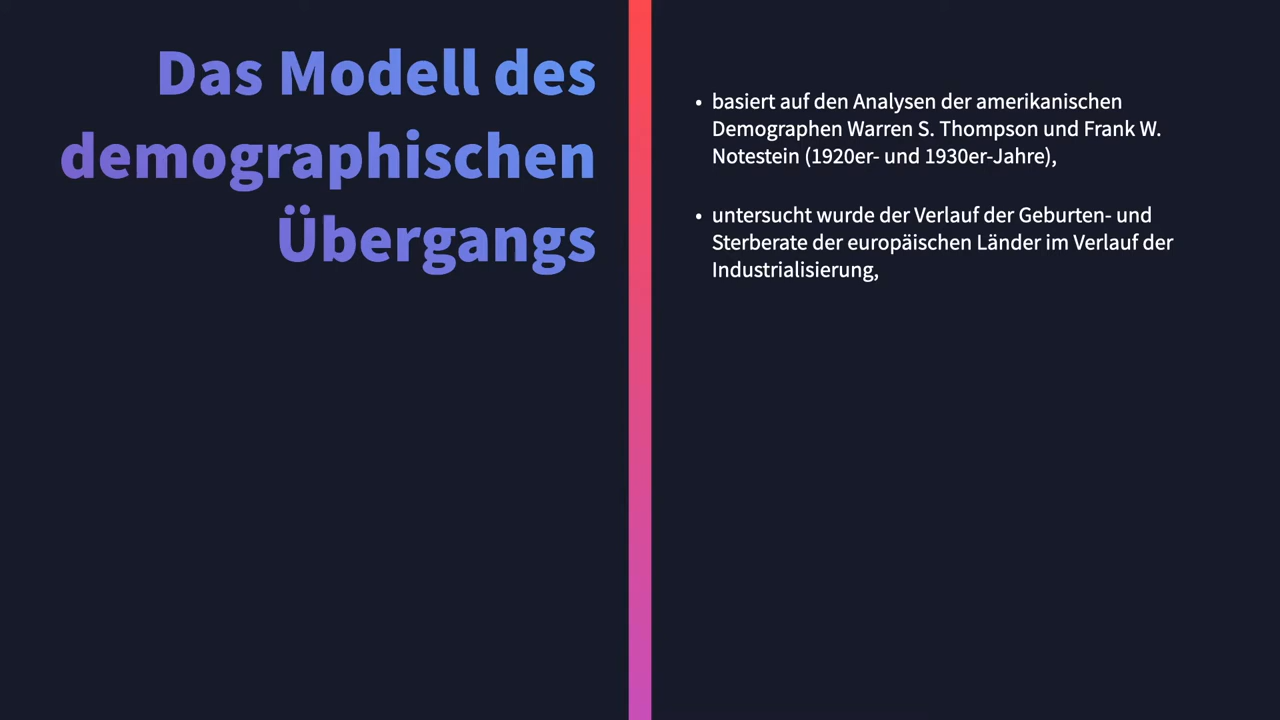 Das Modell des
demographischen
Übergangs
• basiert auf den Analysen der amerikanischen
Demographen Warren S. Thompson und Frank W.
Notestein (1920er- und 1930er-Jahre),
• untersucht wurde der Verlauf der Geburten- und
Sterberate der europäischen Länder im Verlauf der
Industrialisierung,